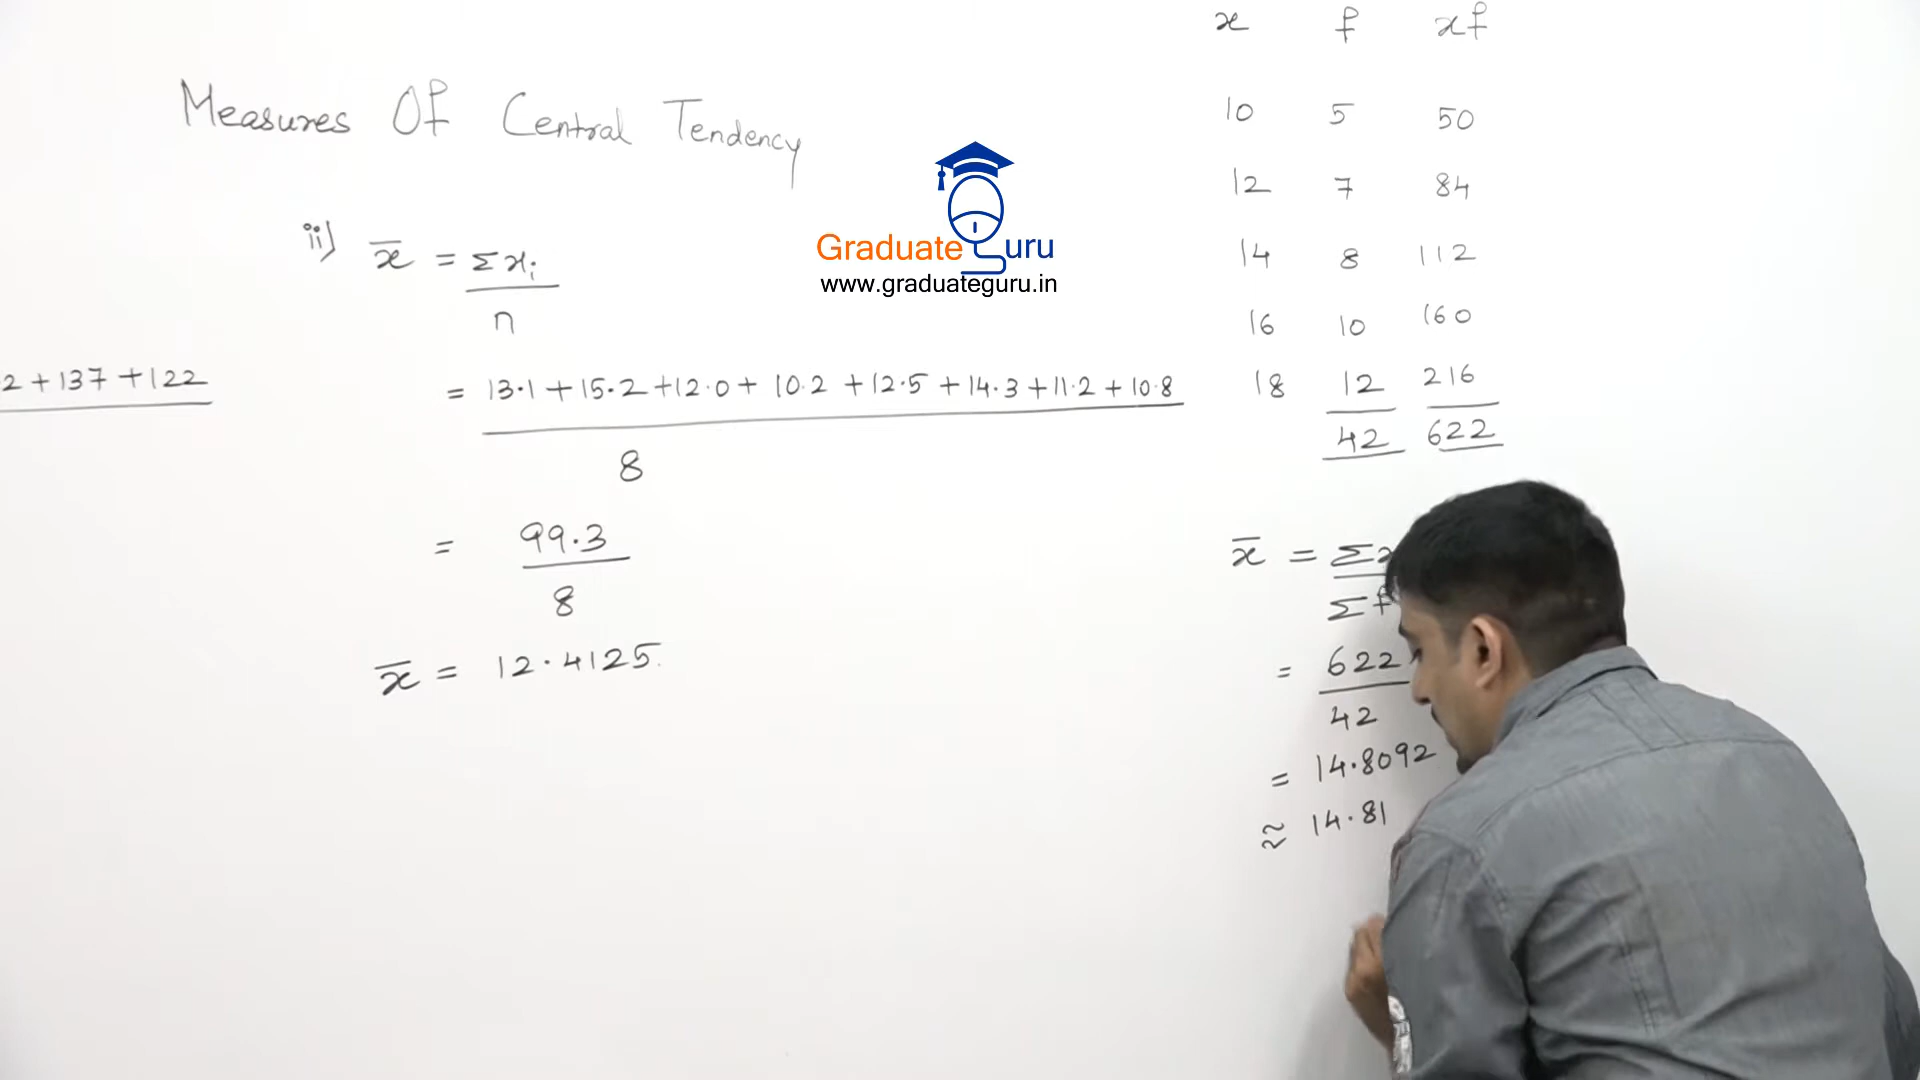 Measures Of Central Tendency
Graduate Guru
www.graduateguru.in
ii) x̄ = Σxi
n
2 + 137 + 122
= 13·1 + 15·2 + 12·0 + 10·2 + 12·5 + 14·3 + 11·2 + 10·8
8
= 99·3
8
x̄ = 12·4125
x f xf
10 5 50
12 7 84
14 8 112
16 10 160
18 12 216
42 622
x̄ = Σx
Σf
= 622
42
= 14·8092
≈ 14·81